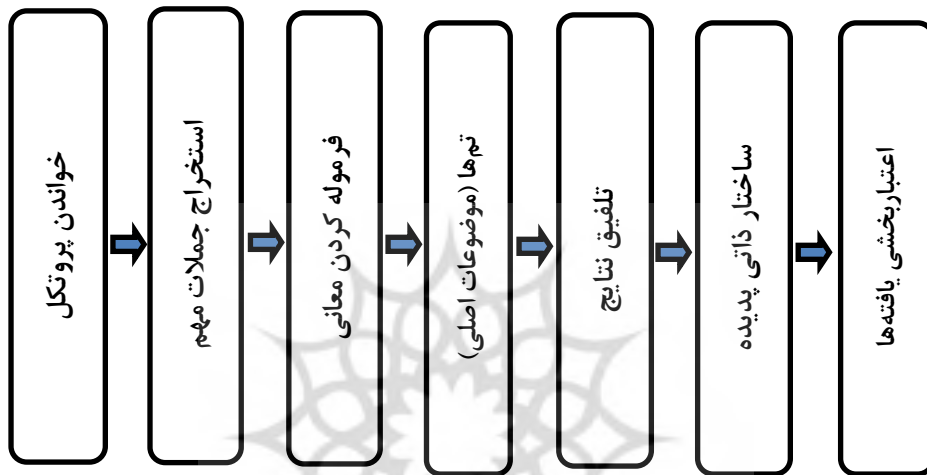 خواندن پروتکل
استخراج جملات مهم
فرموله کردن معانی
تم‌ها (موضوعات اصلی)
تلفیق نتایج
ساختار ذاتی پدیده
اعتباربخشی یافته‌ها